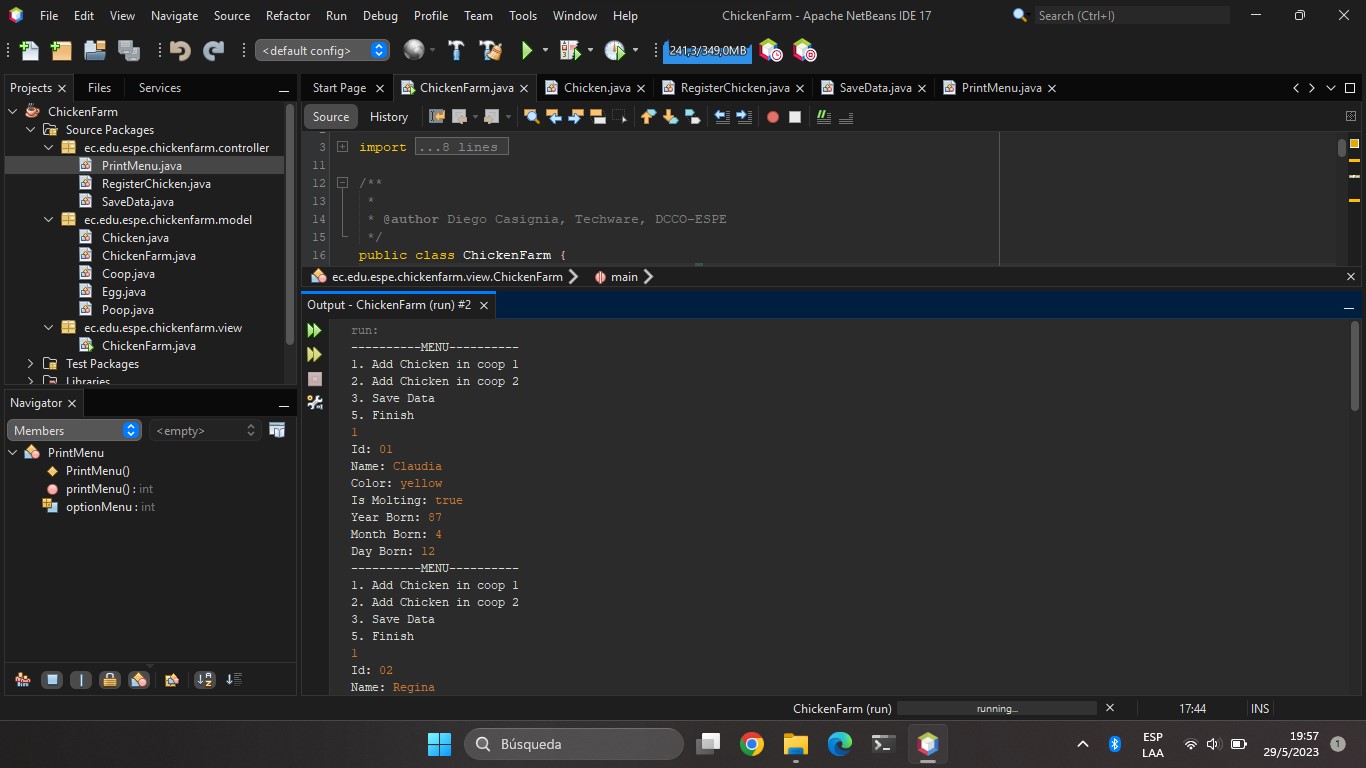 File Edit View Navigate Source Refactor Run Debug Profile Team Tools Window Help ChickenFarm - Apache NetBeans IDE 17 Search (Ctrl+I)
<default config> 241,3/349,0MB
Projects Files Services
Start Page ChickenFarm.java Chicken.java RegisterChicken.java SaveData.java PrintMenu.java
ChickenFarm
Source Packages
ec.edu.espe.chickenfarm.controller
PrintMenu.java
RegisterChicken.java
SaveData.java
ec.edu.espe.chickenfarm.model
Chicken.java
ChickenFarm.java
Coop.java
Egg.java
Poop.java
ec.edu.espe.chickenfarm.view
ChickenFarm.java
Test Packages
Libraries
Source History
3 import ...8 lines
11
12 /**
13 *
14 * @author Diego Casignia, Techware, DCCO-ESPE
15 */
16 public class ChickenFarm {
ec.edu.espe.chickenfarm.view.ChickenFarm main
Navigator
Members <empty>
PrintMenu
PrintMenu()
printMenu() : int
optionMenu : int
Output - ChickenFarm (run) #2
run:
----------MENU----------
1. Add Chicken in coop 1
2. Add Chicken in coop 2
3. Save Data
5. Finish
1
Id: 01
Name: Claudia
Color: yellow
Is Molting: true
Year Born: 87
Month Born: 4
Day Born: 12
----------MENU----------
1. Add Chicken in coop 1
2. Add Chicken in coop 2
3. Save Data
5. Finish
1
Id: 02
Name: Regina
ChickenFarm (run) running... 17:44 INS
Búsqueda
ESP
LAA
19:57
29/5/2023
1